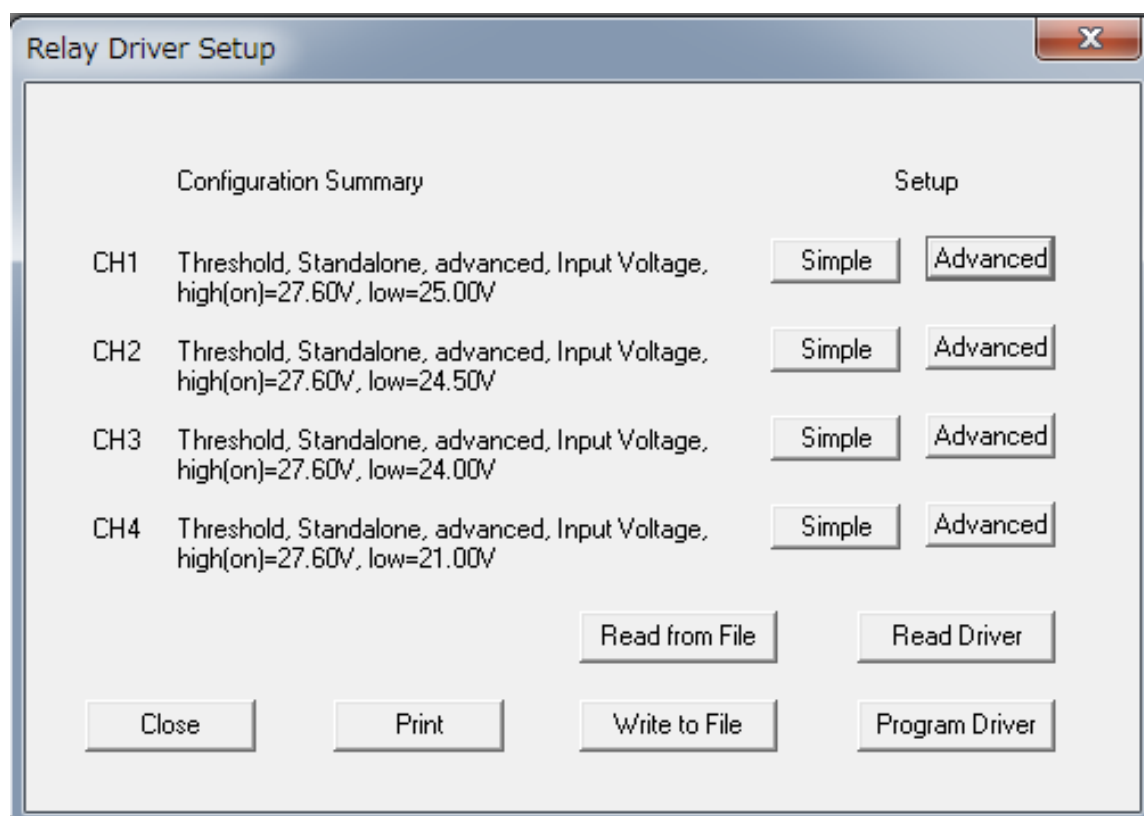 Relay Driver Setup
Configuration Summary Setup
CH1 Threshold, Standalone, advanced, Input Voltage, Simple Advanced
high(on)=27.60V, low=25.00V
CH2 Threshold, Standalone, advanced, Input Voltage, Simple Advanced
high(on)=27.60V, low=24.50V
CH3 Threshold, Standalone, advanced, Input Voltage, Simple Advanced
high(on)=27.60V, low=24.00V
CH4 Threshold, Standalone, advanced, Input Voltage, Simple Advanced
high(on)=27.60V, low=21.00V
Read from File Read Driver
Close Print Write to File Program Driver